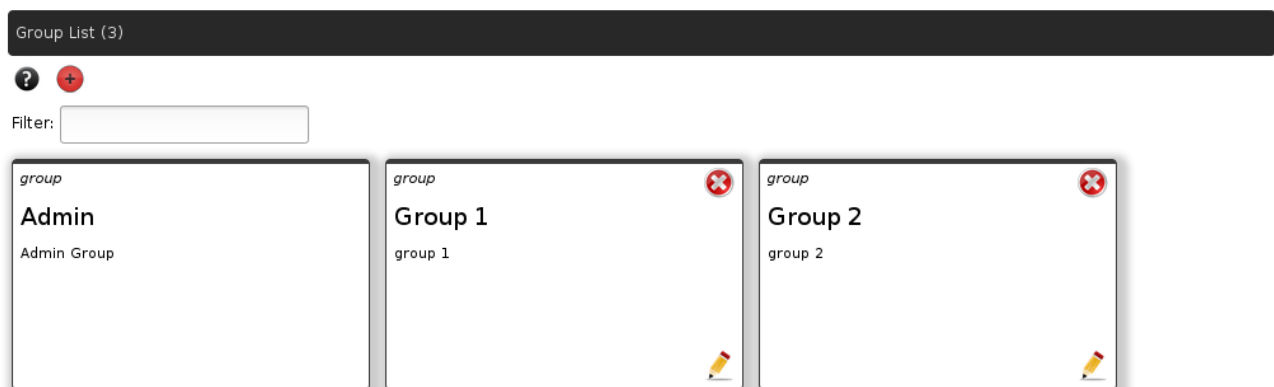 Group List (3)
?
+
Filter:
group
Admin
Admin Group
group
Group 1
group 1
group
Group 2
group 2